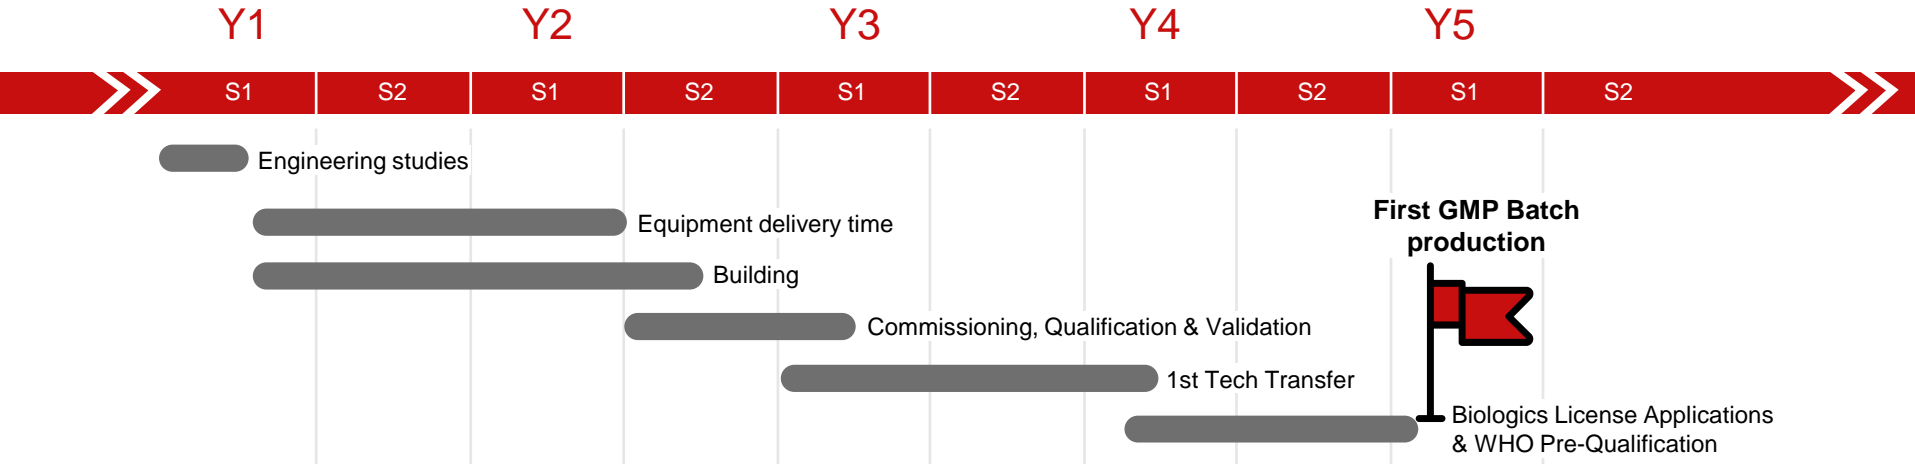 Y1 Y2 Y3 Y4 Y5
S1 S2 S1 S2 S1 S2 S1 S2 S1 S2
Engineering studies
Equipment delivery time
First GMP Batch
production
Building
Commissioning, Qualification & Validation
1st Tech Transfer
Biologics License Applications
& WHO Pre-Qualification